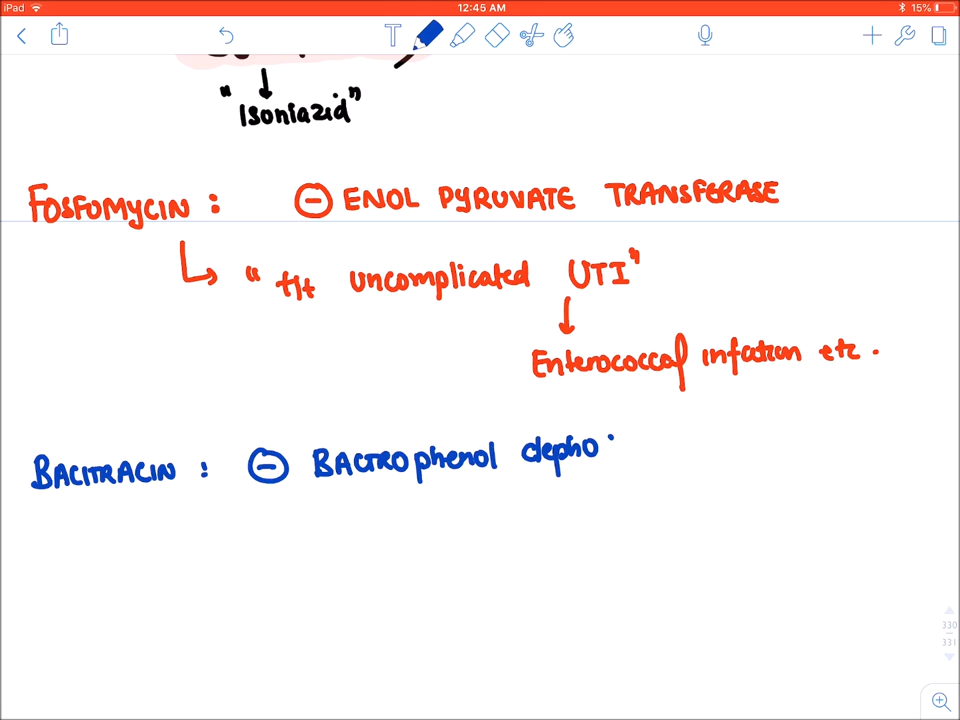 iPad 12:45 AM 15%
T
"Isoniazid"
FOSFOMYCIN : ⊖ ENOL PYRUVATE TRANSFERASE
" t/t uncomplicated UTI"
Enterococcal infection etc.
BACITRACIN : ⊖ BACTROphenol depho
330
331